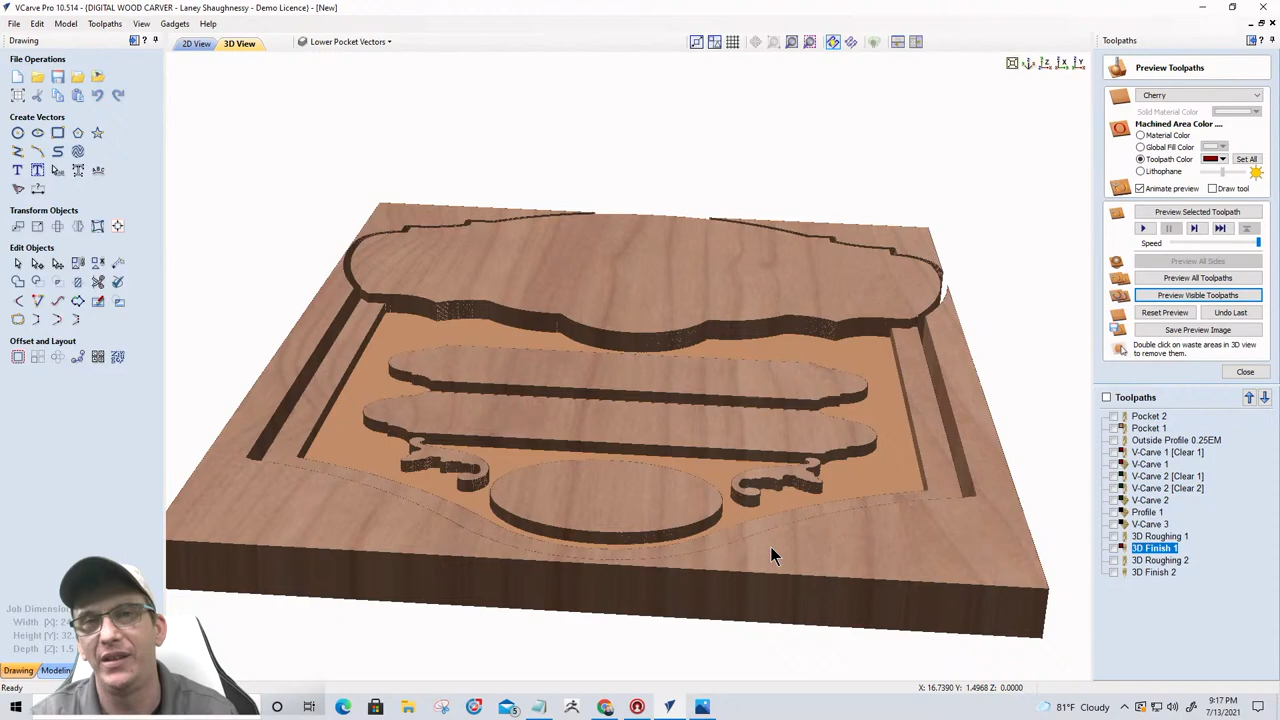 VCarve Pro 10.514 - {DIGITAL WOOD CARVER - Laney Shaughnessy - Demo Licence} - [New]
File Edit Model Toolpaths View Gadgets Help
Drawing
2D View 3D View Lower Pocket Vectors
Toolpaths
File Operations
Create Vectors
Transform Objects
Edit Objects
Offset and Layout
Job Dimensions
Width (X): 24
Height (Y): 32.
Depth (Z): 1.5
Drawing Modeling
Ready
Preview Toolpaths
Cherry
Solid Material Color
Machined Area Color ....
Material Color
Global Fill Color
Toolpath Color Set All
Lithophane
Animate preview Draw tool
Preview Selected Toolpath
Speed
Preview All Sides
Preview All Toolpaths
Preview Visible Toolpaths
Reset Preview Undo Last
Save Preview Image
Double click on waste areas in 3D view
to remove them.
Close
Toolpaths
Pocket 2
Pocket 1
Outside Profile 0.25EM
V-Carve 1 [Clear 1]
V-Carve 1
V-Carve 2 [Clear 1]
V-Carve 2 [Clear 2]
V-Carve 2
Profile 1
V-Carve 3
3D Roughing 1
3D Finish 1
3D Roughing 2
3D Finish 2
X: 16.7390 Y: 1.4968 Z: 0.0000
81°F Cloudy
9:17 PM
7/13/2021